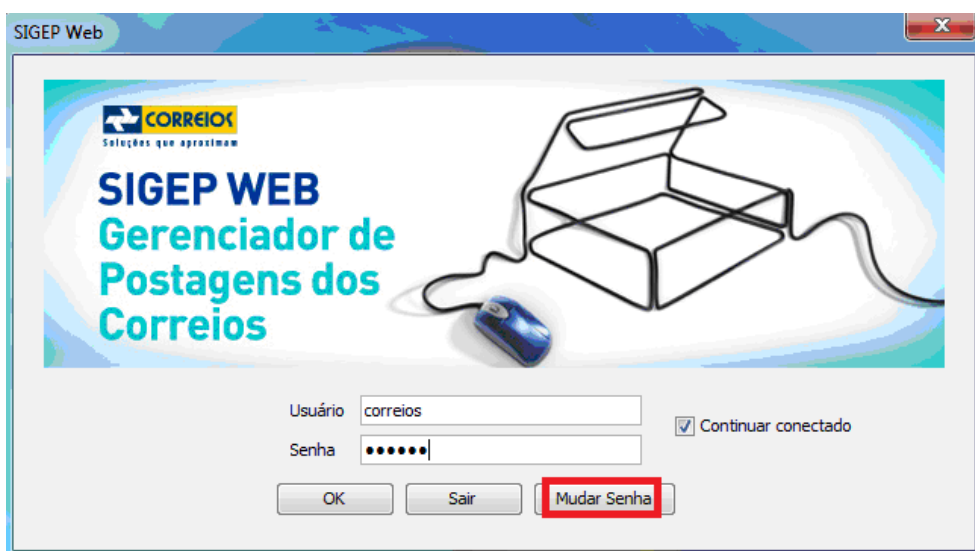 SIGEP Web
CORREIOS
Soluções que aproximam
SIGEP WEB
Gerenciador de
Postagens dos
Correios
Usuário correios
Continuar conectado
Senha ••••••
OK Sair Mudar Senha